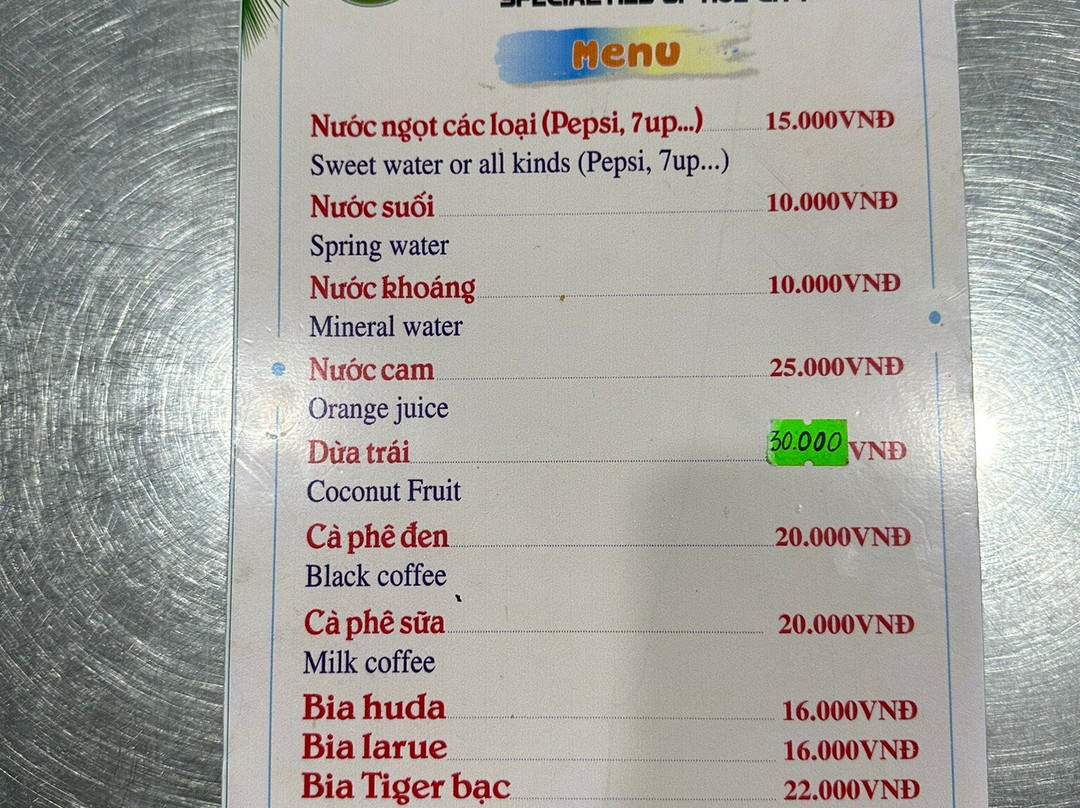 Menu
Nước ngọt các loại (Pepsi, 7up...) 15.000VNĐ
Sweet water or all kinds (Pepsi, 7up...)
Nước suối 10.000VNĐ
Spring water
Nước khoáng 10.000VNĐ
Mineral water
Nước cam 25.000VNĐ
Orange juice
Dừa trái 30.000 VNĐ
Coconut Fruit
Cà phê đen 20.000VNĐ
Black coffee
Cà phê sữa 20.000VNĐ
Milk coffee
Bia huda 16.000VNĐ
Bia larue 16.000VNĐ
Bia Tiger bạc 22.000VNĐ